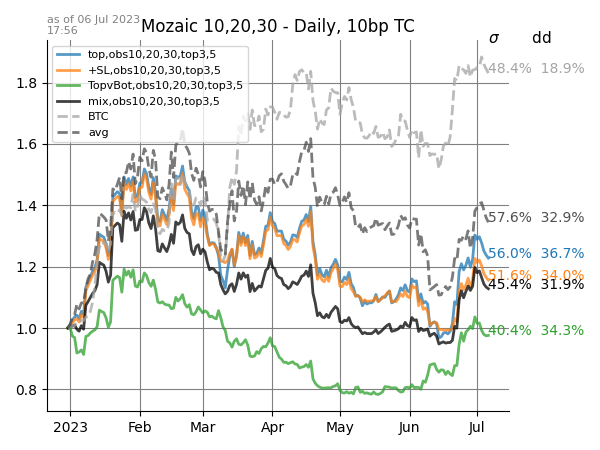 as of 06 Jul 2023
17:56
Mozaic 10,20,30 - Daily, 10bp TC
σ dd
top,obs10,20,30,top3,5
+SL,obs10,20,30,top3,5
TopvBot,obs10,20,30,top3,5
mix,obs10,20,30,top3,5
BTC
avg
48.4% 18.9%
57.6% 32.9%
56.0% 36.7%
51.6% 34.0%
45.4% 31.9%
40.4% 34.3%
1.8
1.6
1.4
1.2
1.0
0.8
2023 Feb Mar Apr May Jun Jul